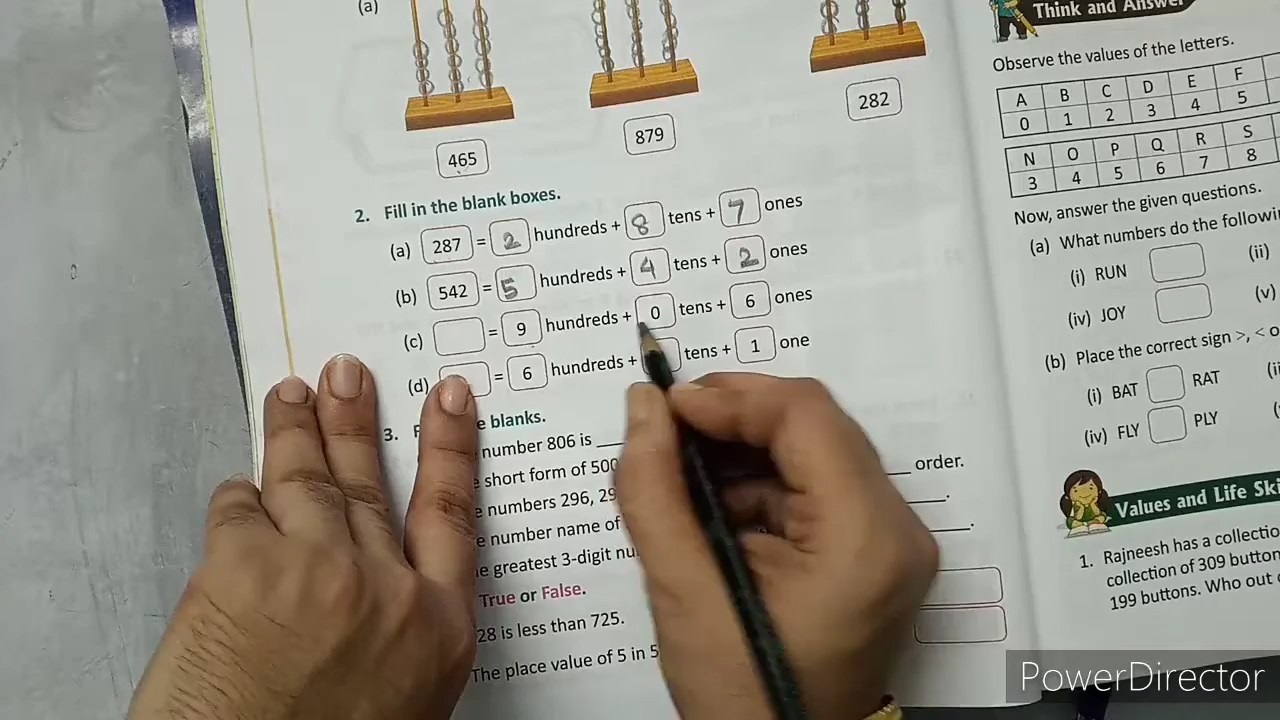 (a)
465
879
282
2. Fill in the blank boxes.
(a) 287 = 2 hundreds + 8 tens + 7 ones
(b) 542 = 5 hundreds + 4 tens + 2 ones
(c) = 9 hundreds + 0 tens + 6 ones
(d) = 6 hundreds + tens + 1 one
3. blanks.
number 806 is ____ order.
short form of 500
numbers 296, 29
number name of
greatest 3-digit nu
True or False.
28 is less than 725.
The place value of 5 in 5
Think and Answer
Observe the values of the letters.
A B C D E F
0 1 2 3 4 5
N O P Q R S
3 4 5 6 7 8
Now, answer the given questions.
(a) What numbers do the followi
(i) RUN (ii)
(iv) JOY (v)
(b) Place the correct sign >, < o
(i) BAT RAT (ii
(iv) FLY PLY
Values and Life Ski
1. Rajneesh has a collectio
collection of 309 button
199 buttons. Who out
PowerDirector